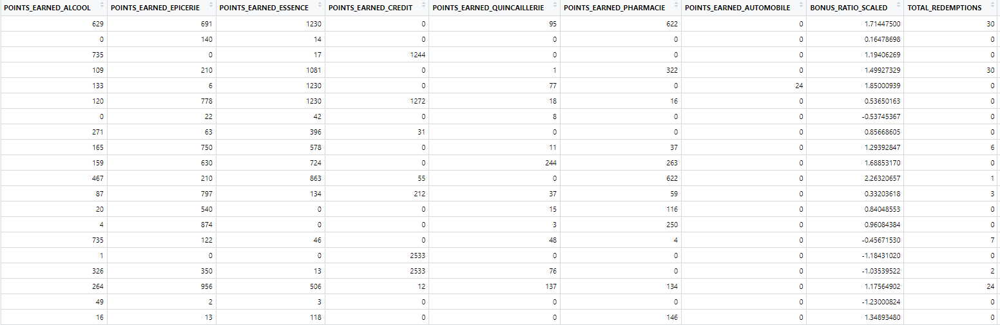 POINTS_EARNED_ALCOOL POINTS_EARNED_EPICERIE POINTS_EARNED_ESSENCE POINTS_EARNED_CREDIT POINTS_EARNED_QUINCAILLERIE POINTS_EARNED_PHARMACIE POINTS_EARNED_AUTOMOBILE BONUS_RATIO_SCALED TOTAL_REDEMPTIONS
629 691 1230 0 95 622 0 1.71447500 30
0 140 14 0 0 0 0 0.16478698 0
735 0 17 1244 0 0 0 1.19406269 0
109 210 1081 0 1 322 0 1.49927329 30
133 6 1230 0 77 0 24 1.85000939 0
120 778 1230 1272 18 16 0 0.53650163 0
0 22 42 0 8 0 0 -0.53745367 0
271 63 396 31 0 0 0 0.85668605 0
165 750 578 0 11 37 0 1.29392847 6
159 630 724 0 244 263 0 1.68853170 0
467 210 863 55 0 622 0 2.26320657 1
87 797 134 212 37 59 0 0.33203618 3
20 540 0 0 15 116 0 0.84048553 0
4 874 0 0 3 250 0 0.96084384 0
735 122 46 0 48 4 0 -0.45671530 7
1 0 0 2533 0 0 0 -1.18431020 0
326 350 13 2533 76 0 0 -1.03539522 2
264 956 506 12 137 134 0 1.17564902 24
49 2 3 0 0 0 0 -1.23000824 0
16 13 118 0 0 146 0 1.34893480 0